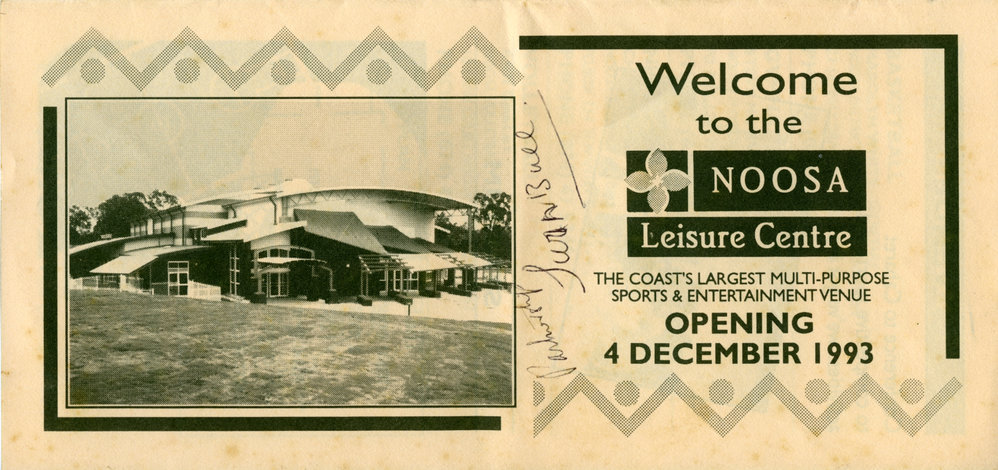 Welcome
to the
NOOSA
Leisure Centre
THE COAST'S LARGEST MULTI-PURPOSE
SPORTS & ENTERTAINMENT VENUE
OPENING
4 DECEMBER 1993